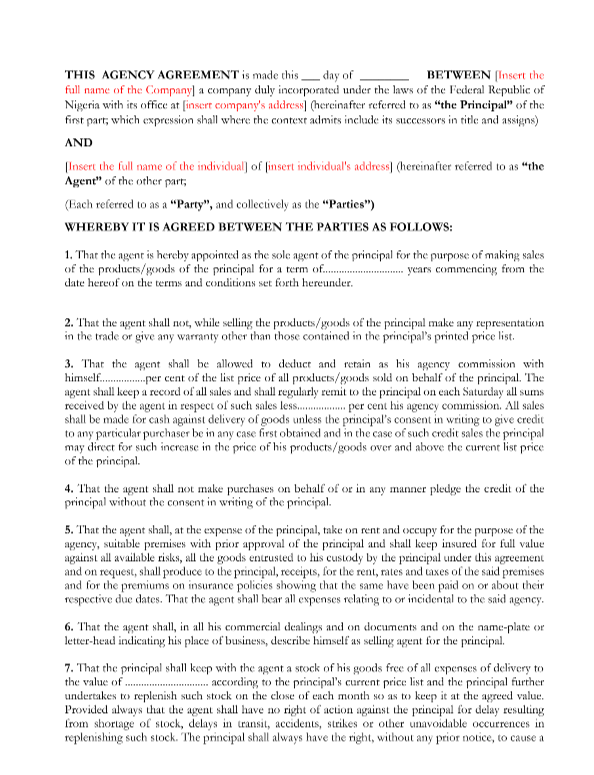 THIS AGENCY AGREEMENT is made this ___ day of ________ BETWEEN [Insert the
full name of the Company] a company duly incorporated under the laws of the Federal Republic of
Nigeria with its office at [insert company's address] (hereinafter referred to as “the Principal” of the
first part; which expression shall where the context admits include its successors in title and assigns)
AND
[Insert the full name of the individual] of [insert individual's address] (hereinafter referred to as “the
Agent” of the other part;
(Each referred to as a “Party”, and collectively as the “Parties”)
WHEREBY IT IS AGREED BETWEEN THE PARTIES AS FOLLOWS:
1. That the agent is hereby appointed as the sole agent of the principal for the purpose of making sales
of the products/goods of the principal for a term of............................ years commencing from the
date hereof on the terms and conditions set forth hereunder.
2. That the agent shall not, while selling the products/goods of the principal make any representation
in the trade or give any warranty other than those contained in the principal's printed price list.
3. That the agent shall be allowed to deduct and retain as his agency commission with
himself................per cent of the list price of all products/goods sold on behalf of the principal. The
agent shall keep a record of all sales and shall regularly remit to the principal on each Saturday all sums
received by the agent in respect of such sales less................. per cent his agency commission. All sales
shall be made for cash against delivery of goods unless the principal's consent in writing to give credit
to any particular purchaser be in any case first obtained and in the case of such credit sales the principal
may direct for such increase in the price of his products/goods over and above the current list price
of the principal.
4. That the agent shall not make purchases on behalf of or in any manner pledge the credit of the
principal without the consent in writing of the principal.
5. That the agent shall, at the expense of the principal, take on rent and occupy for the purpose of the
agency, suitable premises with prior approval of the principal and shall keep insured for full value
against all available risks, all the goods entrusted to his custody by the principal under this agreement
and on request, shall produce to the principal, receipts, for the rent, rates and taxes of the said premises
and for the premiums on insurance policies showing that the same have been paid on or about their
respective due dates. That the agent shall bear all expenses relating to or incidental to the said agency.
6. That the agent shall, in all his commercial dealings and on documents and on the name-plate or
letter-head indicating his place of business, describe himself as selling agent for the principal.
7. That the principal shall keep with the agent a stock of his goods free of all expenses of delivery to
the value of ............................. according to the principal's current price list and the principal further
undertakes to replenish such stock on the close of each month so as to keep it at the agreed value.
Provided always that the agent shall have no right of action against the principal for delay resulting
from shortage of stock, delays in transit, accidents, strikes or other unavoidable occurrences in
replenishing such stock. The principal shall always have the right, without any prior notice, to cause a